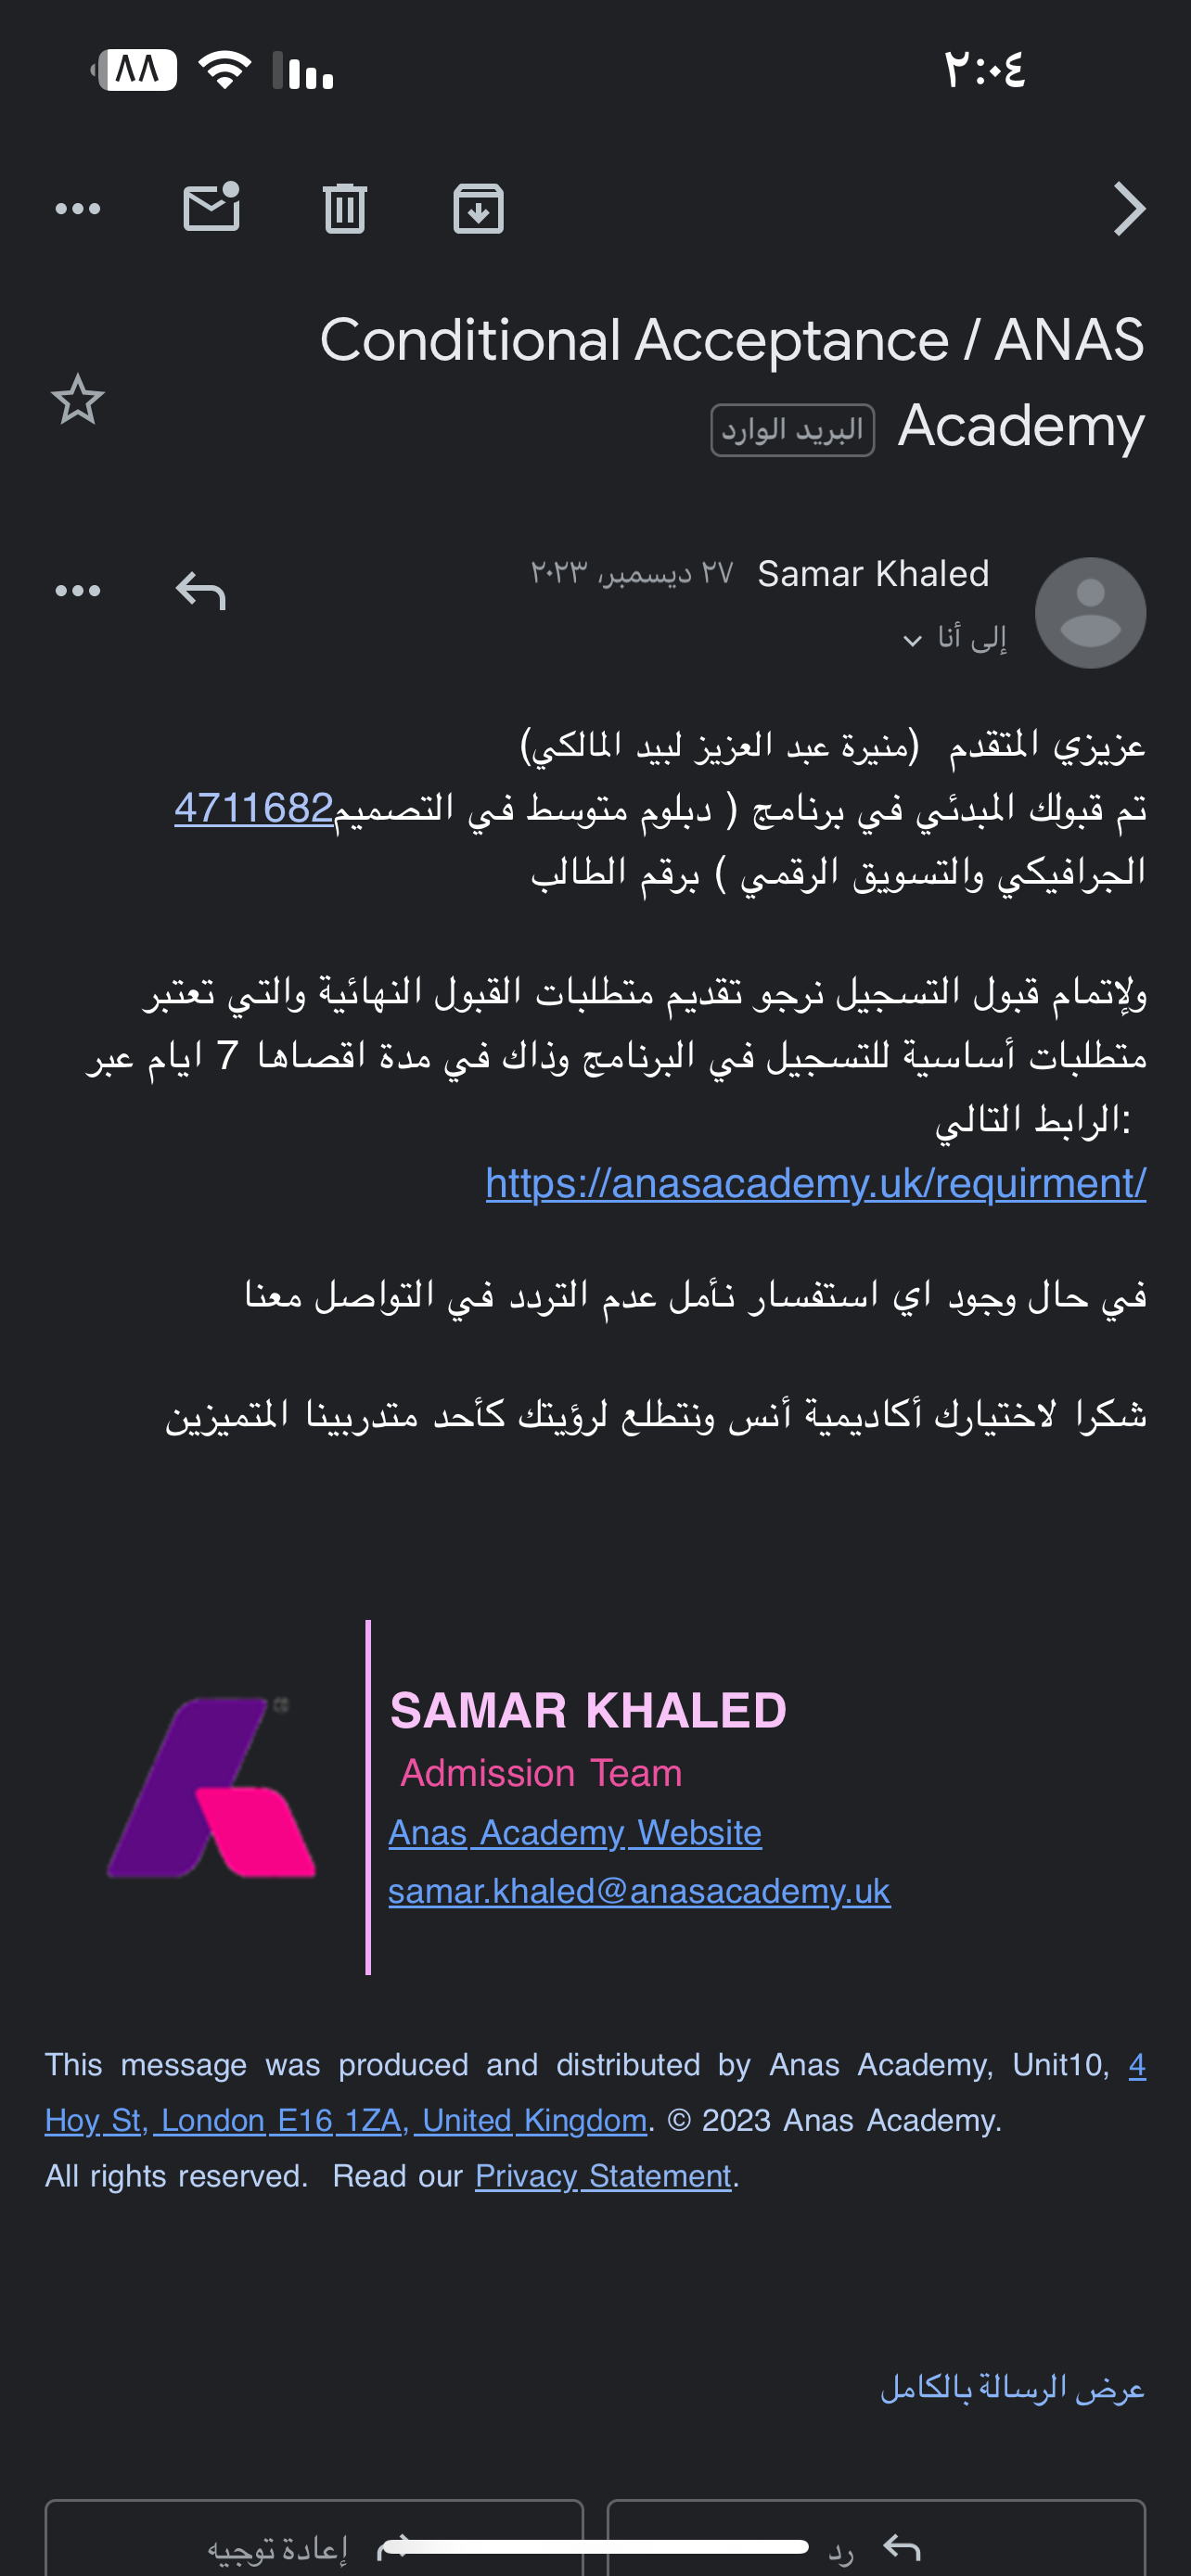 ٢:٠٤
٨٨
Conditional Acceptance / ANAS
Academy البريد الوارد
Samar Khaled ٢٧ ديسمبر، ٢٠٢٣
إلى أنا
عزيزي المتقدم (منيرة عبد العزيز لبيد المالكي)
تم قبولك المبدئي في برنامج ( دبلوم متوسط في التصميم4711682
الجرافيكي والتسويق الرقمي ) برقم الطالب
ولإتمام قبول التسجيل نرجو تقديم متطلبات القبول النهائية والتي تعتبر
متطلبات أساسية للتسجيل في البرنامج وذاك في مدة اقصاها 7 ايام عبر
:الرابط التالي
https://anasacademy.uk/requirment/
في حال وجود اي استفسار نأمل عدم التردد في التواصل معنا
شكرا لاختيارك أكاديمية أنس ونتطلع لرؤيتك كأحد متدربينا المتميزين
SAMAR KHALED
Admission Team
Anas Academy Website
samar.khaled@anasacademy.uk
This message was produced and distributed by Anas Academy, Unit10, 4
Hoy St, London E16 1ZA, United Kingdom. © 2023 Anas Academy.
All rights reserved. Read our Privacy Statement.
عرض الرسالة بالكامل
رد
إعادة توجيه